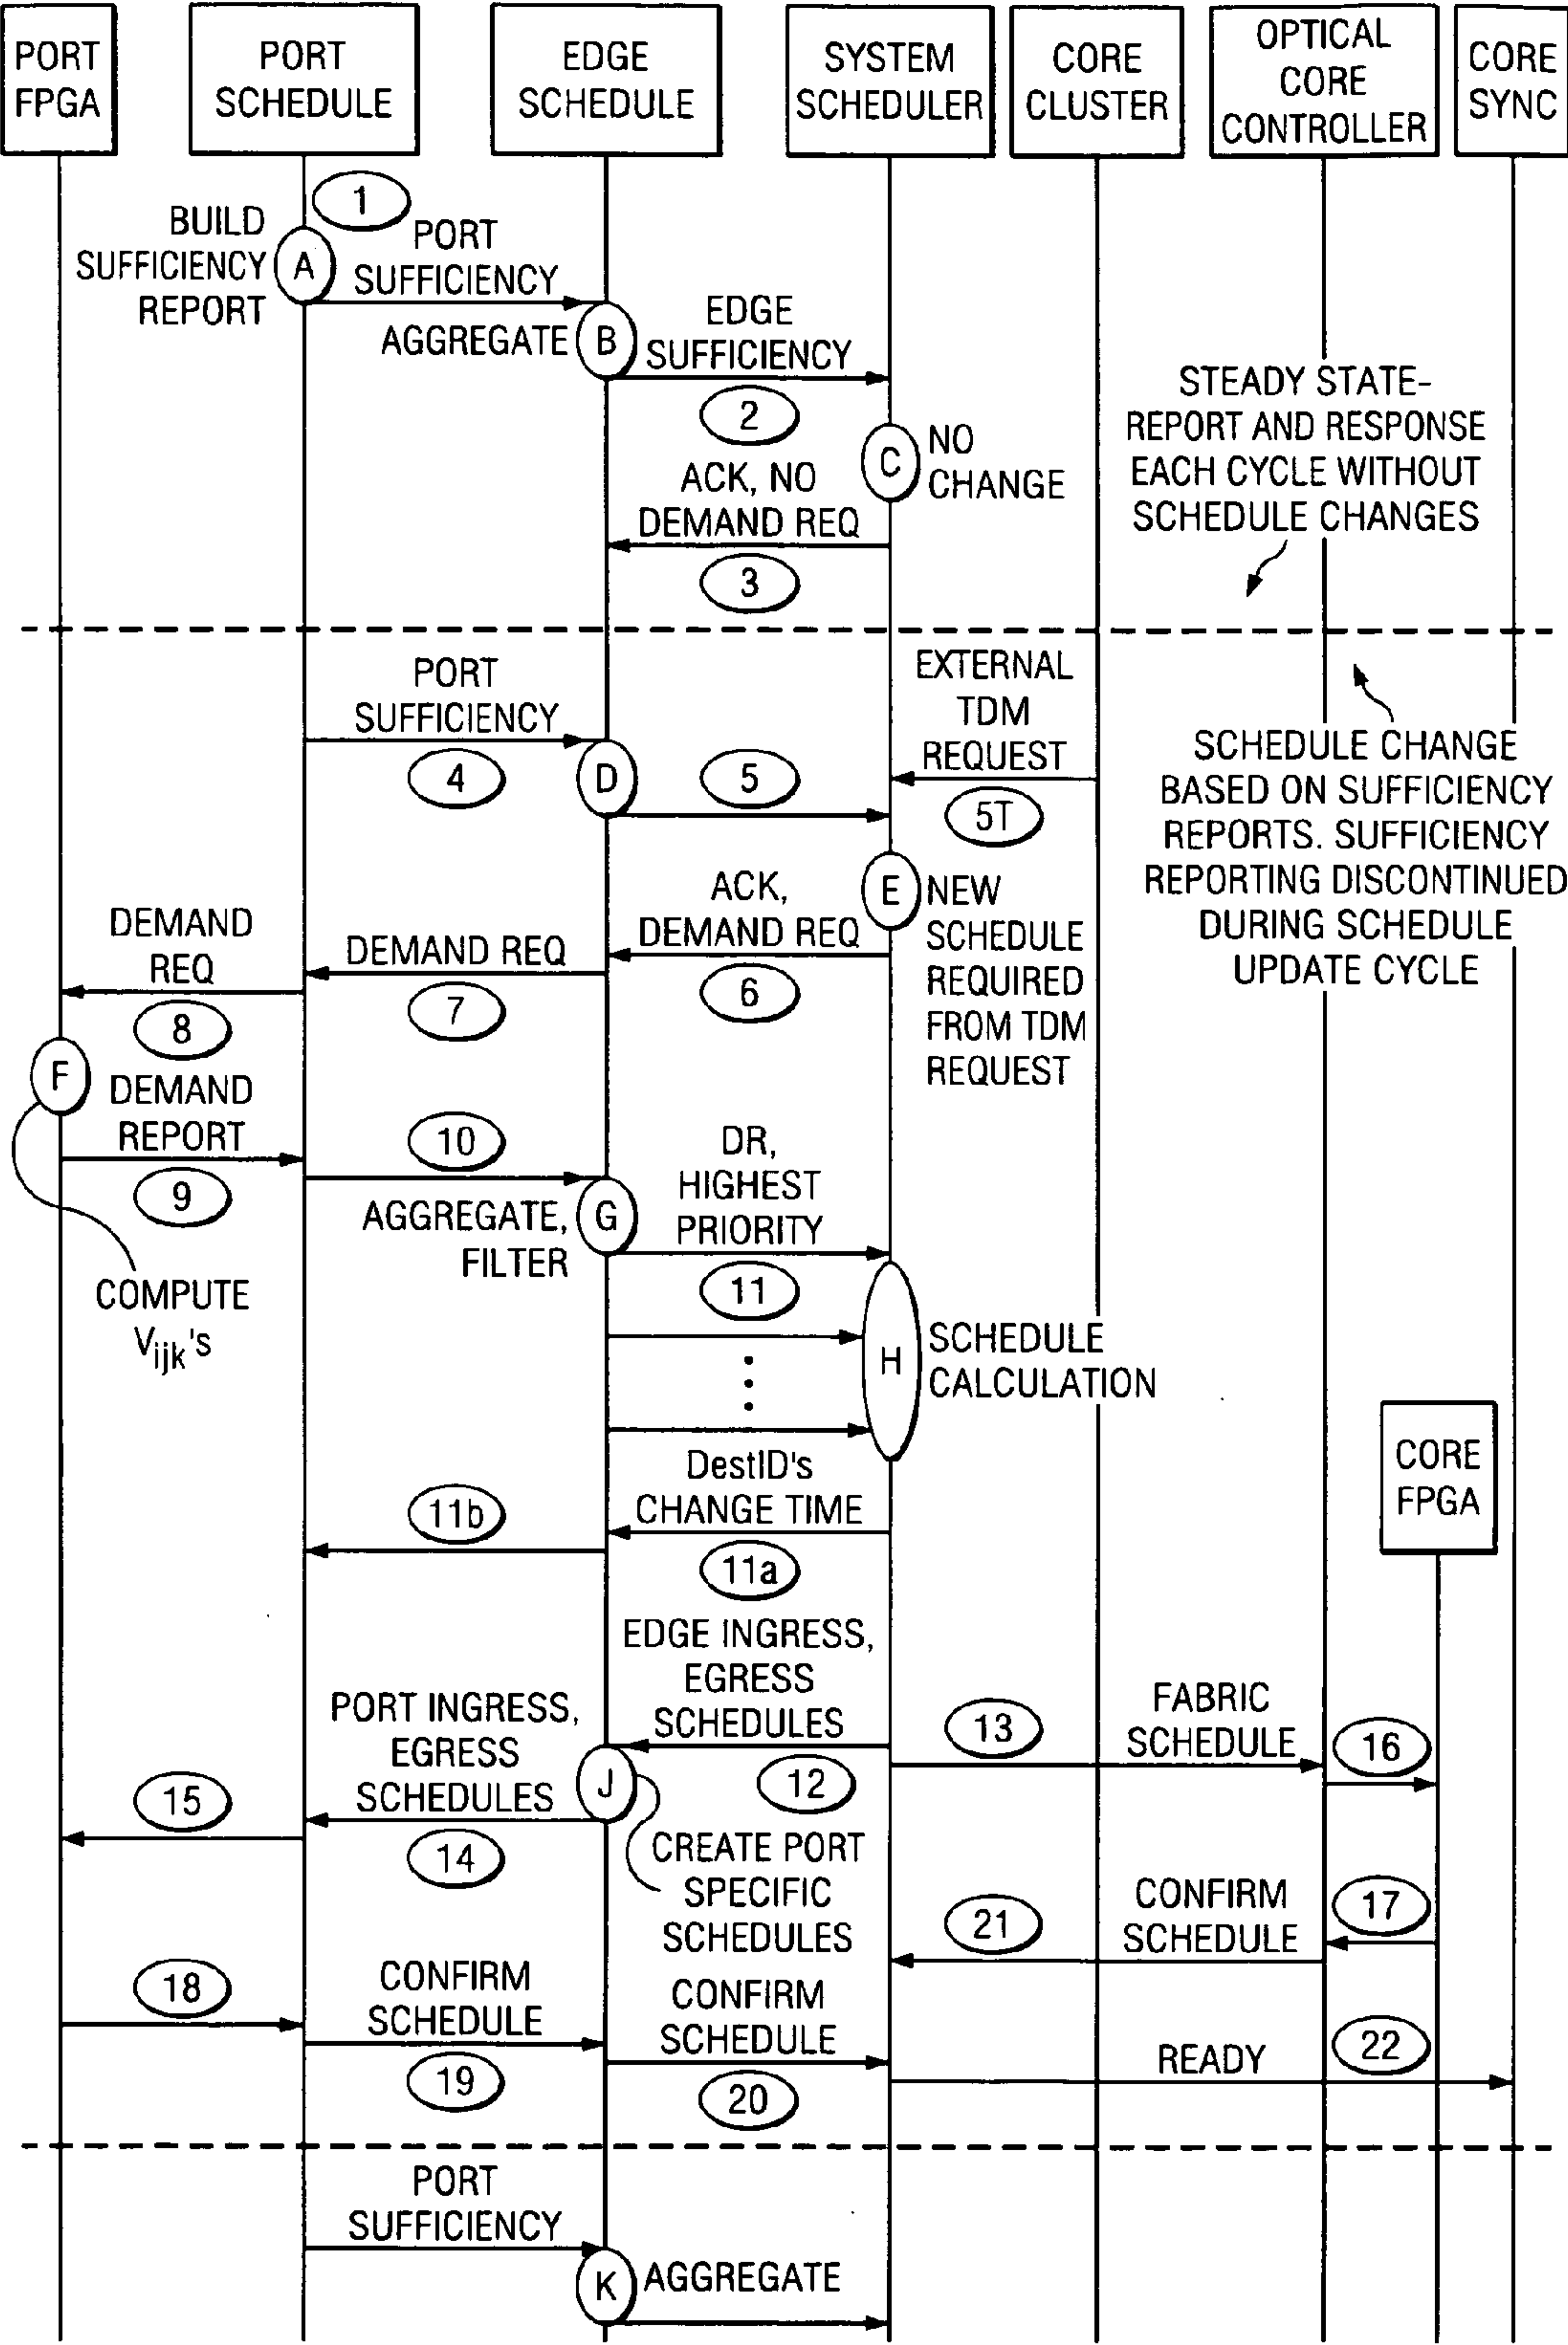 PORT
FPGA
PORT
SCHEDULE
EDGE
SCHEDULE
SYSTEM
SCHEDULER
CORE
CLUSTER
OPTICAL
CORE
CONTROLLER
CORE
SYNC
1
BUILD
SUFFICIENCY
REPORT
A
PORT
SUFFICIENCY
AGGREGATE
B
EDGE
SUFFICIENCY
2
C
NO
CHANGE
ACK, NO
DEMAND REQ
3
STEADY STATE-
REPORT AND RESPONSE
EACH CYCLE WITHOUT
SCHEDULE CHANGES
PORT
SUFFICIENCY
4
D
5
EXTERNAL
TDM
REQUEST
5T
SCHEDULE CHANGE
BASED ON SUFFICIENCY
REPORTS. SUFFICIENCY
REPORTING DISCONTINUED
DURING SCHEDULE
UPDATE CYCLE
E
NEW
SCHEDULE
REQUIRED
FROM TDM
REQUEST
ACK,
DEMAND REQ
6
DEMAND REQ
7
DEMAND
REQ
8
F
DEMAND
REPORT
9
COMPUTE
Vijk's
10
AGGREGATE,
FILTER
G
DR,
HIGHEST
PRIORITY
11
H
SCHEDULE
CALCULATION
CORE
FPGA
DestID's
CHANGE TIME
11a
11b
EDGE INGRESS,
EGRESS
SCHEDULES
12
13
FABRIC
SCHEDULE
16
PORT INGRESS,
EGRESS
SCHEDULES
J
14
15
CREATE PORT
SPECIFIC
SCHEDULES
17
CONFIRM
SCHEDULE
21
18
CONFIRM
SCHEDULE
19
CONFIRM
SCHEDULE
20
READY
22
PORT
SUFFICIENCY
K
AGGREGATE